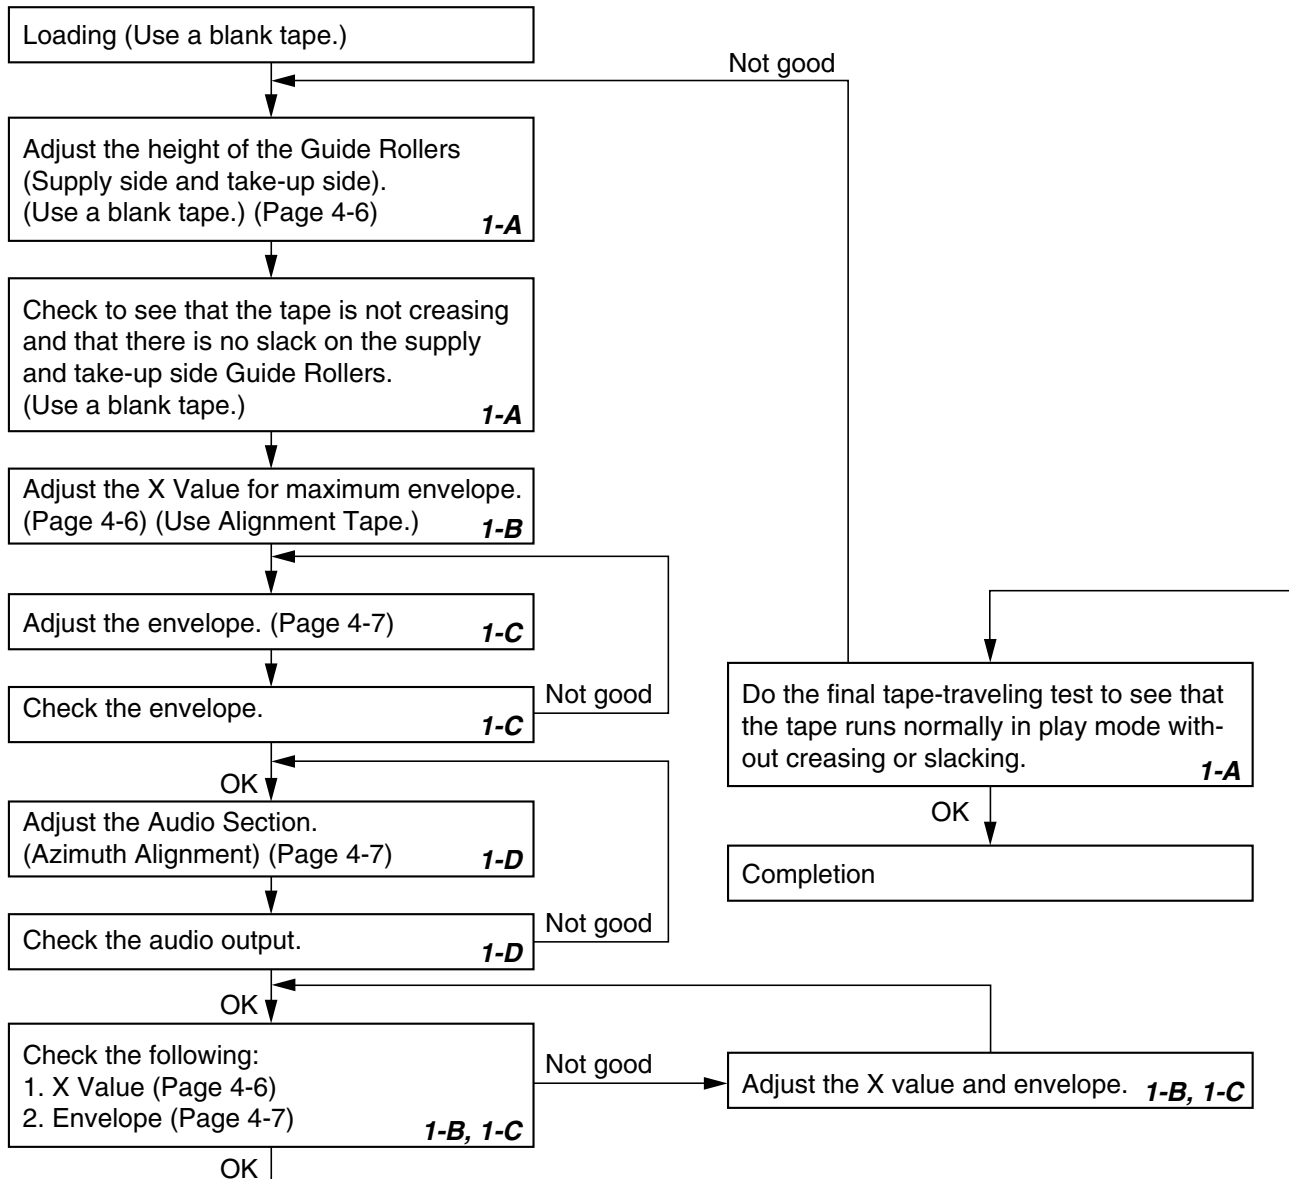 Loading (Use a blank tape.)
Not good
Adjust the height of the Guide Rollers
(Supply side and take-up side).
(Use a blank tape.) (Page 4-6)
1-A
Check to see that the tape is not creasing
and that there is no slack on the supply
and take-up side Guide Rollers.
(Use a blank tape.)
1-A
Adjust the X Value for maximum envelope.
(Page 4-6) (Use Alignment Tape.)
1-B
Adjust the envelope. (Page 4-7)
1-C
Check the envelope.
1-C
Not good
OK
Adjust the Audio Section.
(Azimuth Alignment) (Page 4-7)
1-D
Check the audio output.
1-D
Not good
OK
Check the following:
1. X Value (Page 4-6)
2. Envelope (Page 4-7)
1-B, 1-C
Not good
Adjust the X value and envelope.
1-B, 1-C
OK
Do the final tape-traveling test to see that
the tape runs normally in play mode with-
out creasing or slacking.
1-A
OK
Completion